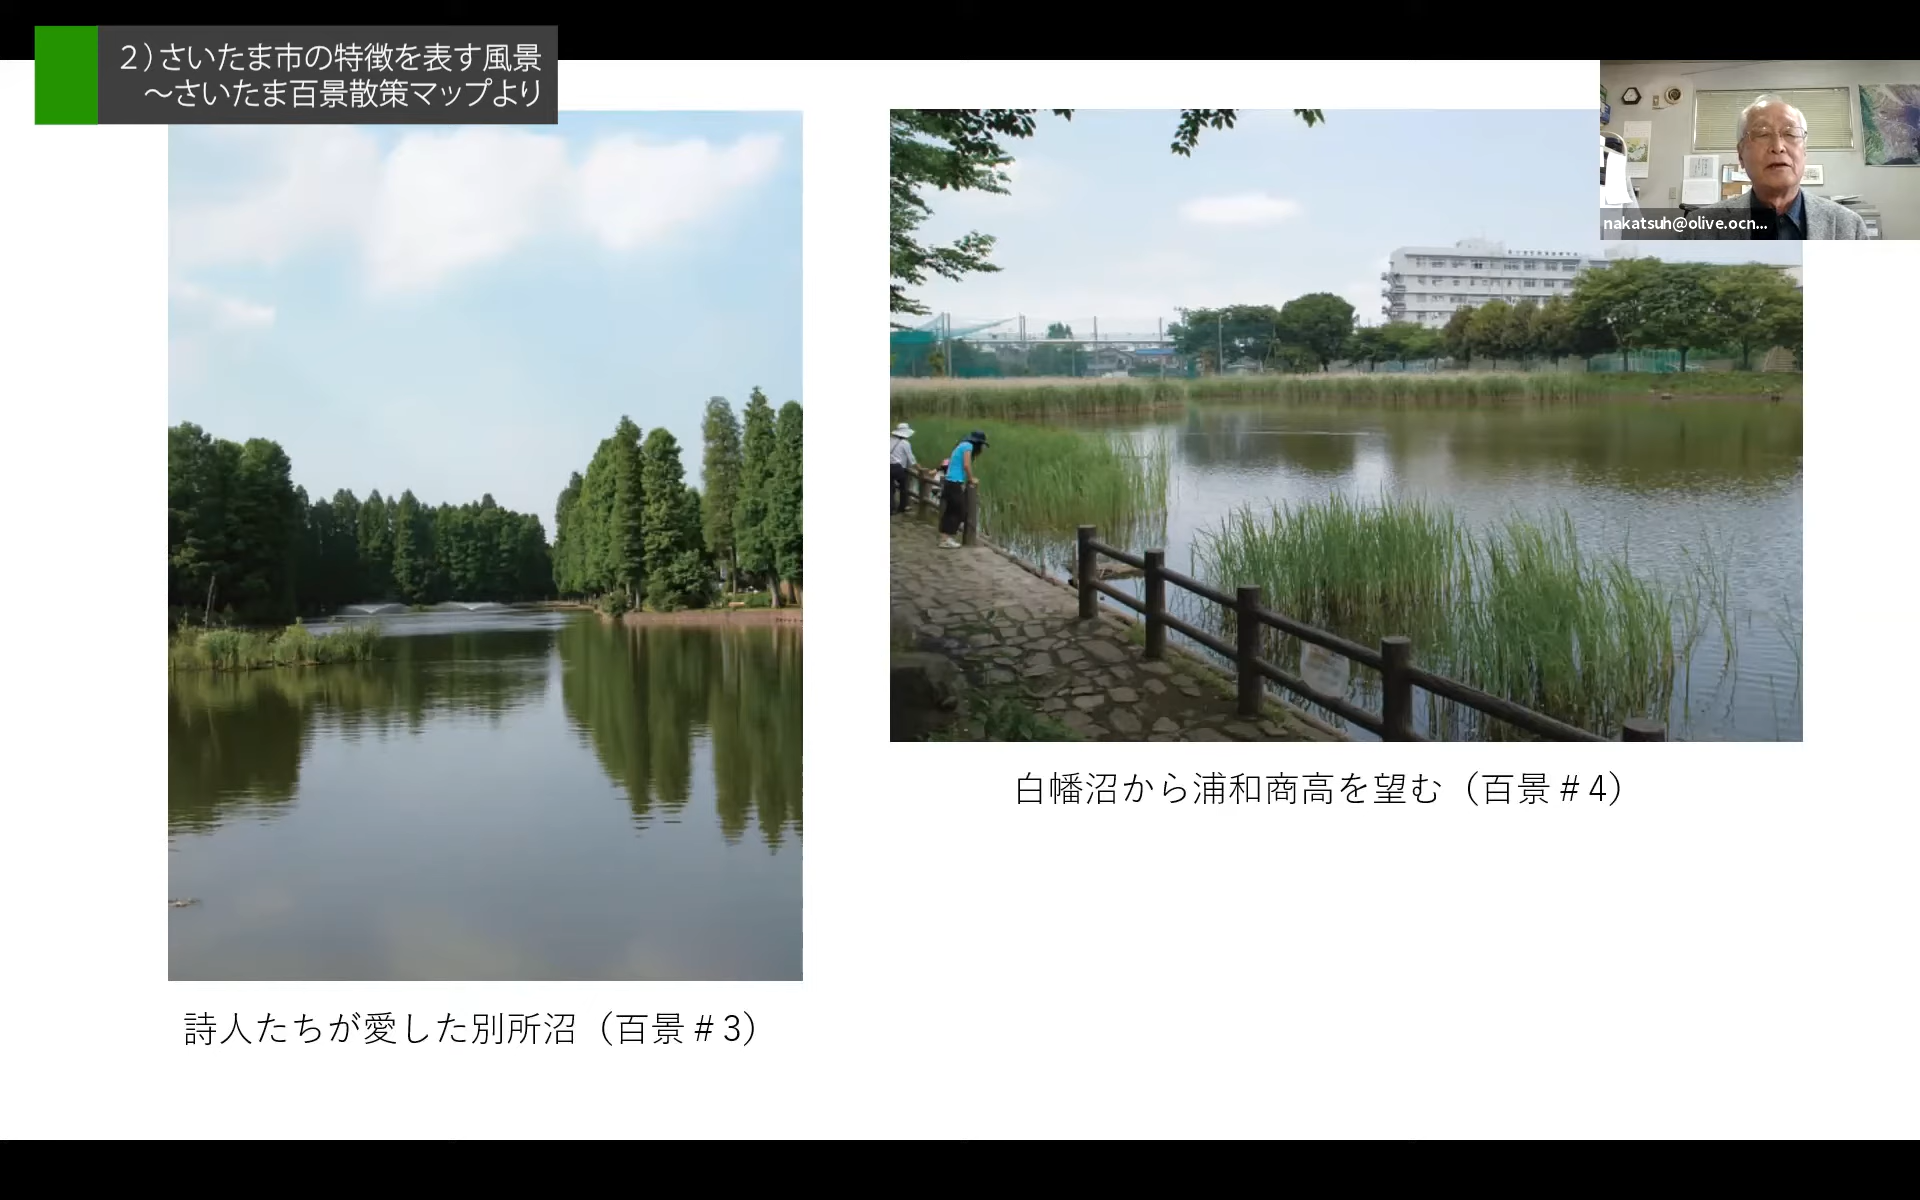 ２）さいたま市の特徴を表す風景
～さいたま百景散策マップより
nakatsuh@olive.ocn...
白幡沼から浦和商高を望む（百景＃4）
詩人たちが愛した別所沼（百景＃3）